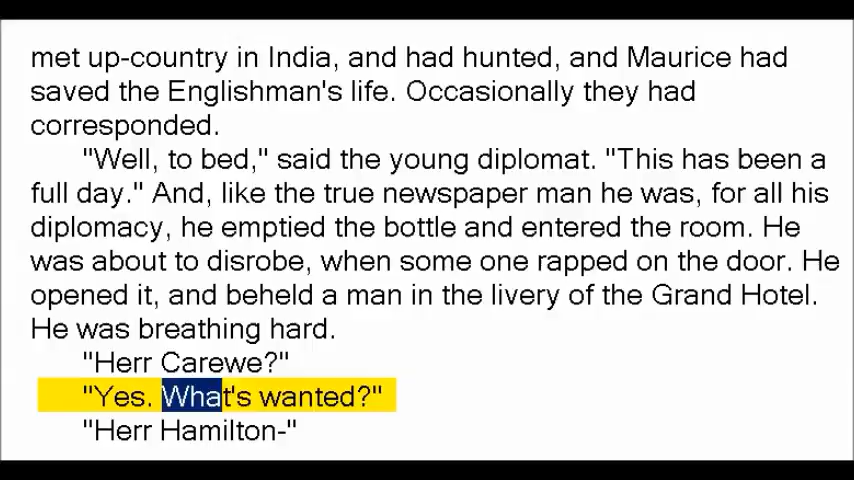 met up-country in India, and had hunted, and Maurice had
saved the Englishman's life. Occasionally they had
corresponded.
"Well, to bed," said the young diplomat. "This has been a
full day." And, like the true newspaper man he was, for all his
diplomacy, he emptied the bottle and entered the room. He
was about to disrobe, when some one rapped on the door. He
opened it, and beheld a man in the livery of the Grand Hotel.
He was breathing hard.
"Herr Carewe?"
"Yes. What's wanted?"
"Herr Hamilton-"